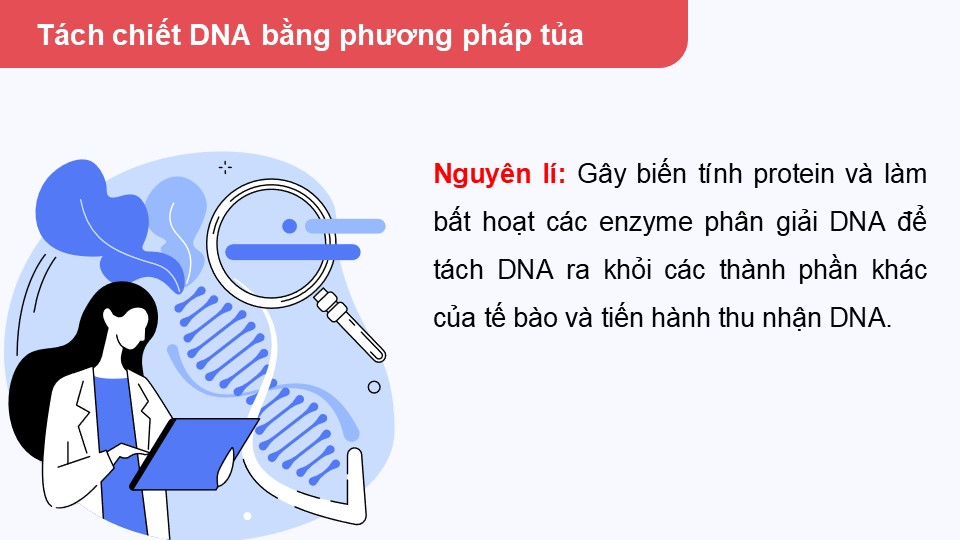 Tách chiết DNA bằng phương pháp tủa
Nguyên lí: Gây biến tính protein và làm
bất hoạt các enzyme phân giải DNA để
tách DNA ra khỏi các thành phần khác
của tế bào và tiến hành thu nhận DNA.